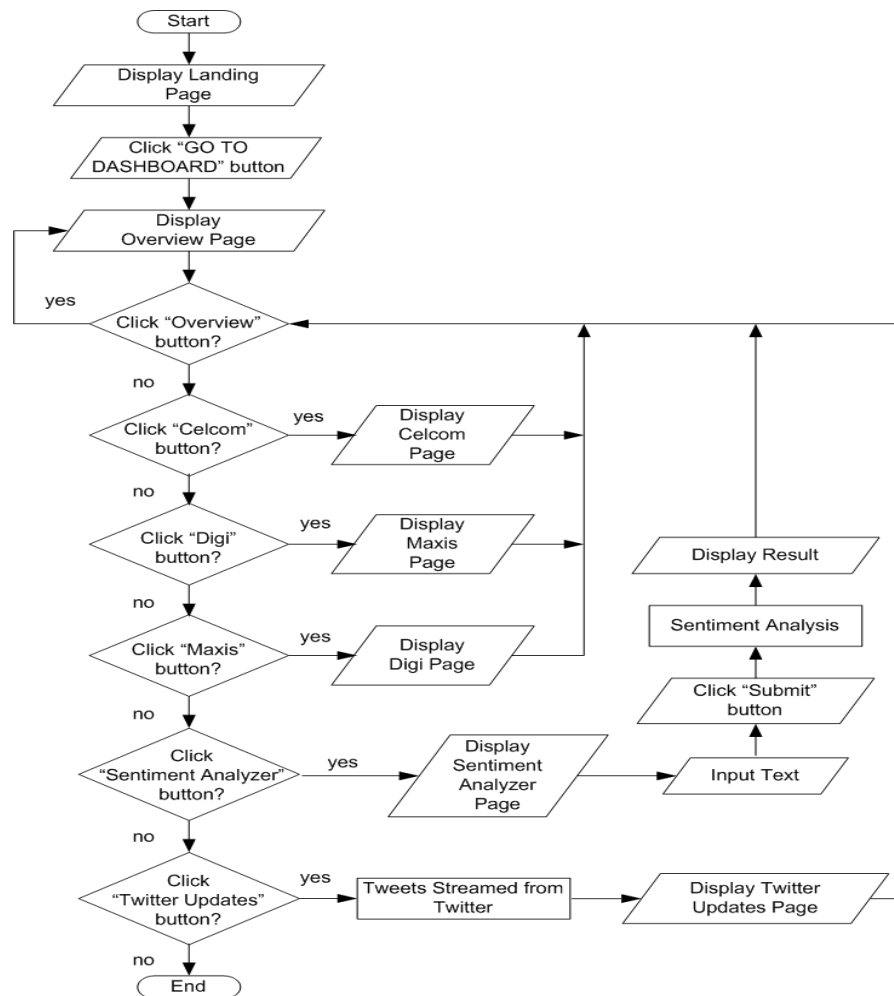 Start
Display Landing
Page
Click “GO TO
DASHBOARD” button
Display
Overview Page
yes
Click “Overview”
button?
no
Click “Celcom”
button?
yes
Display
Celcom
Page
no
Click “Digi”
button?
yes
Display
Maxis
Page
no
Click “Maxis”
button?
yes
Display
Digi Page
no
Click
“Sentiment Analyzer”
button?
yes
Display
Sentiment
Analyzer
Page
Input Text
Click “Submit”
button
Sentiment Analysis
Display Result
no
Click
“Twitter Updates”
button?
yes
Tweets Streamed from
Twitter
Display Twitter
Updates Page
no
End